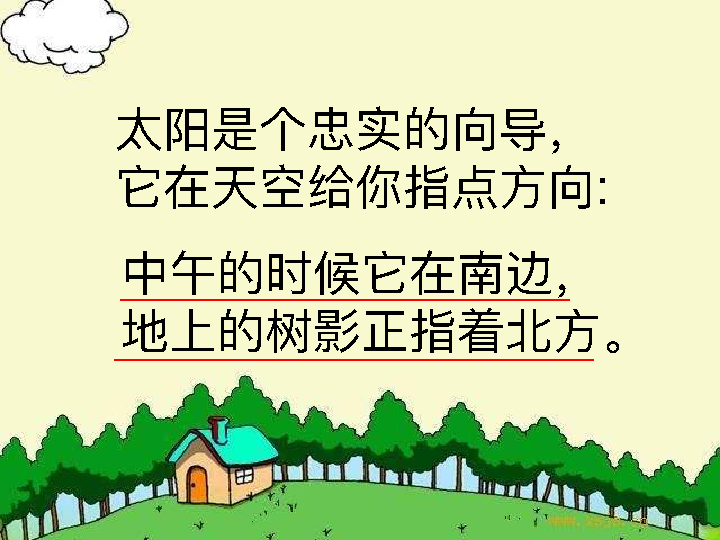 太阳是个忠实的向导，
它在天空给你指点方向:
中午的时候它在南边，
地上的树影正指着北方。